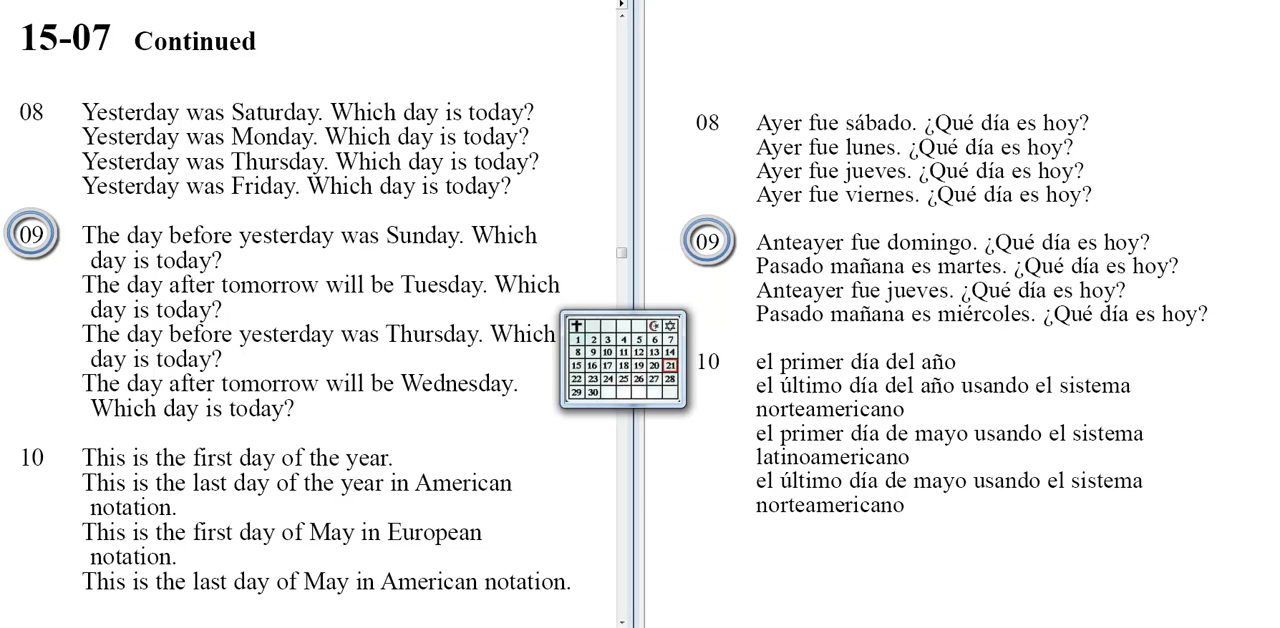 15-07 Continued
08 Yesterday was Saturday. Which day is today?
Yesterday was Monday. Which day is today?
Yesterday was Thursday. Which day is today?
Yesterday was Friday. Which day is today?
09 The day before yesterday was Sunday. Which
day is today?
The day after tomorrow will be Tuesday. Which
day is today?
The day before yesterday was Thursday. Which
day is today?
The day after tomorrow will be Wednesday.
Which day is today?
10 This is the first day of the year.
This is the last day of the year in American
notation.
This is the first day of May in European
notation.
This is the last day of May in American notation.
1 2 3 4 5 6 7
8 9 10 11 12 13 14
15 16 17 18 19 20 21
22 23 24 25 26 27 28
29 30
08 Ayer fue sábado. ¿Qué día es hoy?
Ayer fue lunes. ¿Qué día es hoy?
Ayer fue jueves. ¿Qué día es hoy?
Ayer fue viernes. ¿Qué día es hoy?
09 Anteayer fue domingo. ¿Qué día es hoy?
Pasado mañana es martes. ¿Qué día es hoy?
Anteayer fue jueves. ¿Qué día es hoy?
Pasado mañana es miércoles. ¿Qué día es hoy?
10 el primer día del año
el último día del año usando el sistema
norteamericano
el primer día de mayo usando el sistema
latinoamericano
el último día de mayo usando el sistema
norteamericano